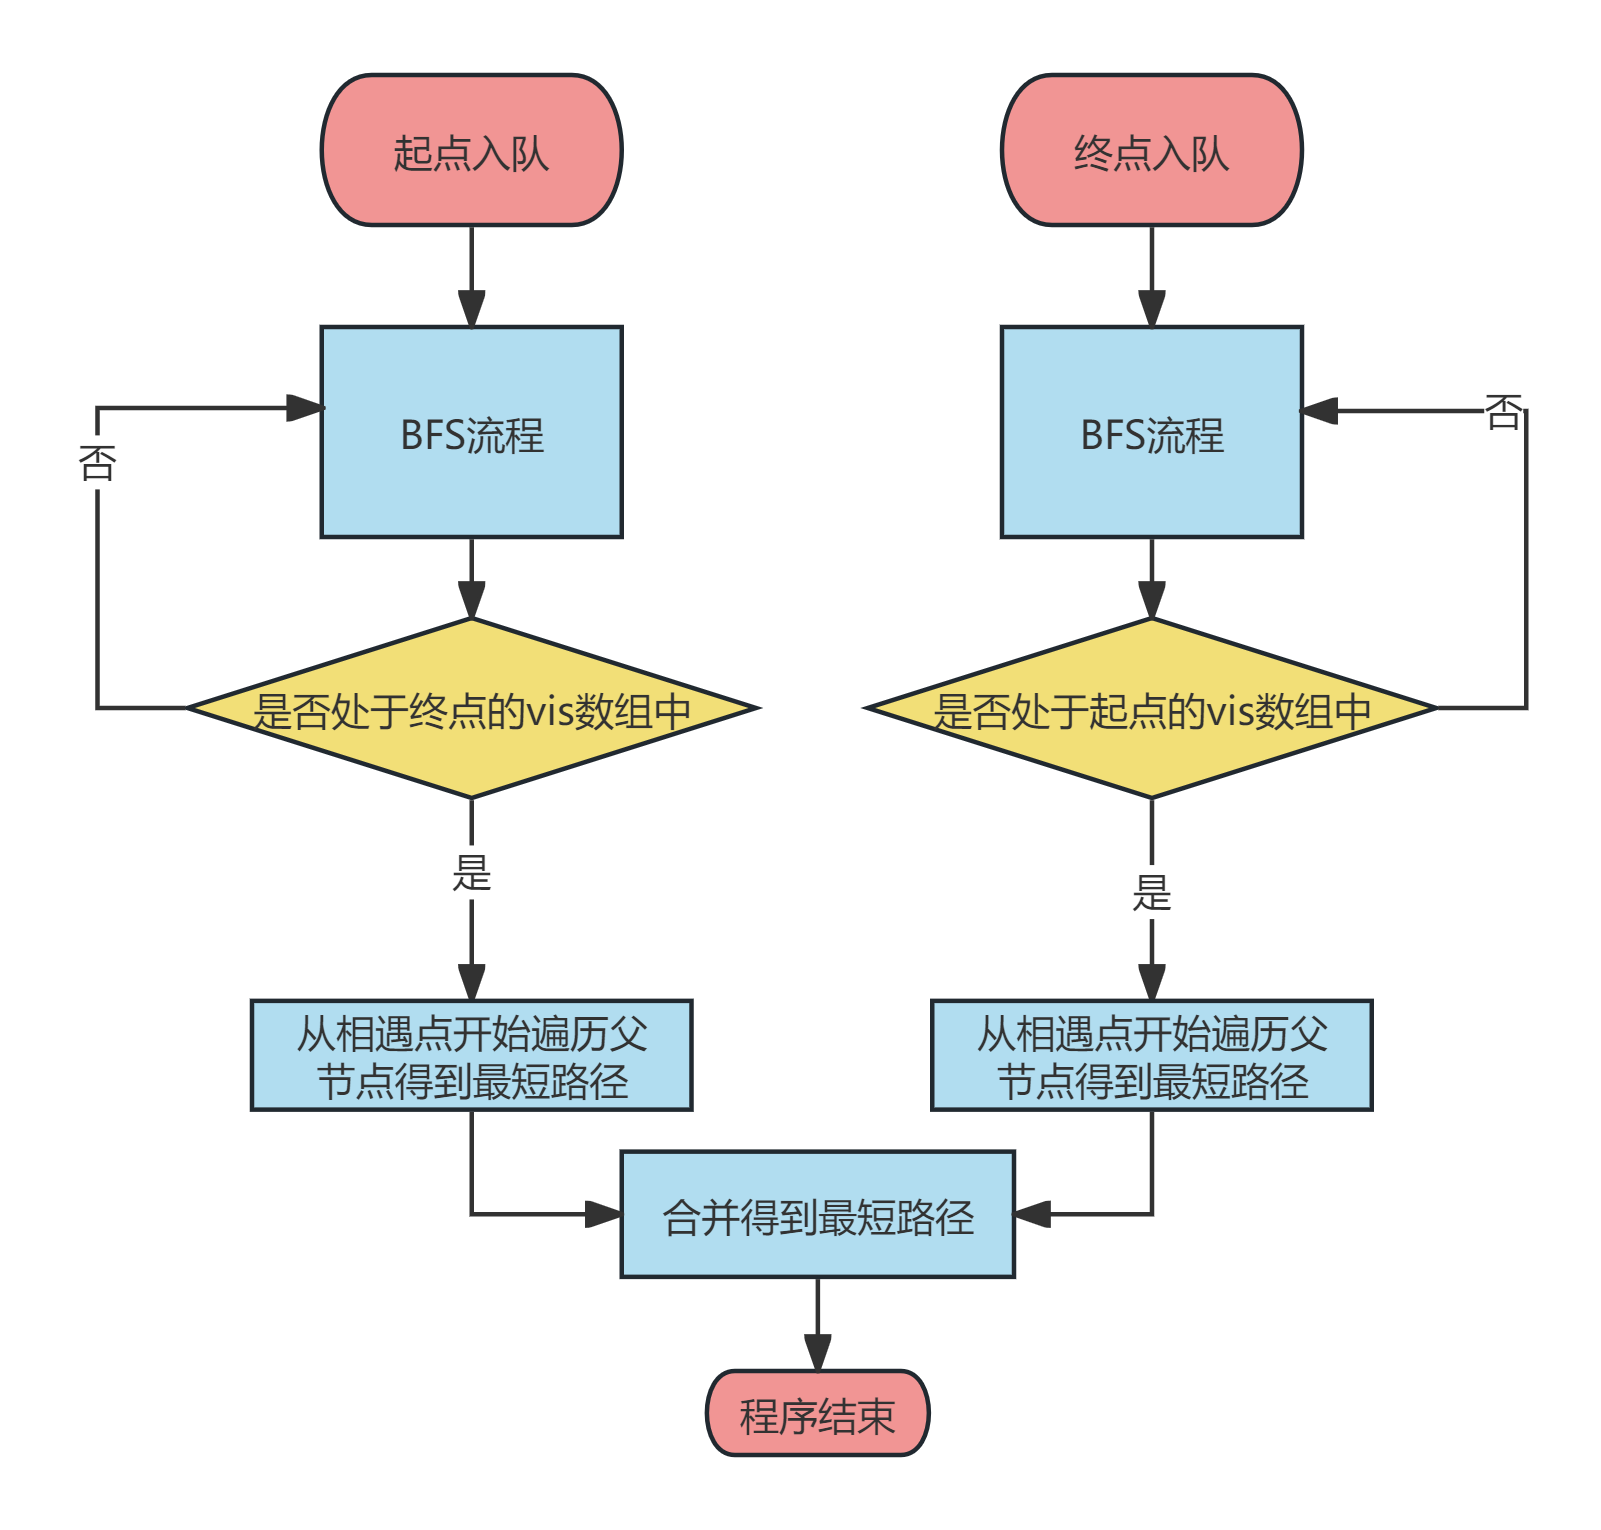 起点入队
终点入队
BFS流程
BFS流程
否
否
是否处于终点的vis数组中
是否处于起点的vis数组中
是
是
从相遇点开始遍历父
节点得到最短路径
从相遇点开始遍历父
节点得到最短路径
合并得到最短路径
程序结束